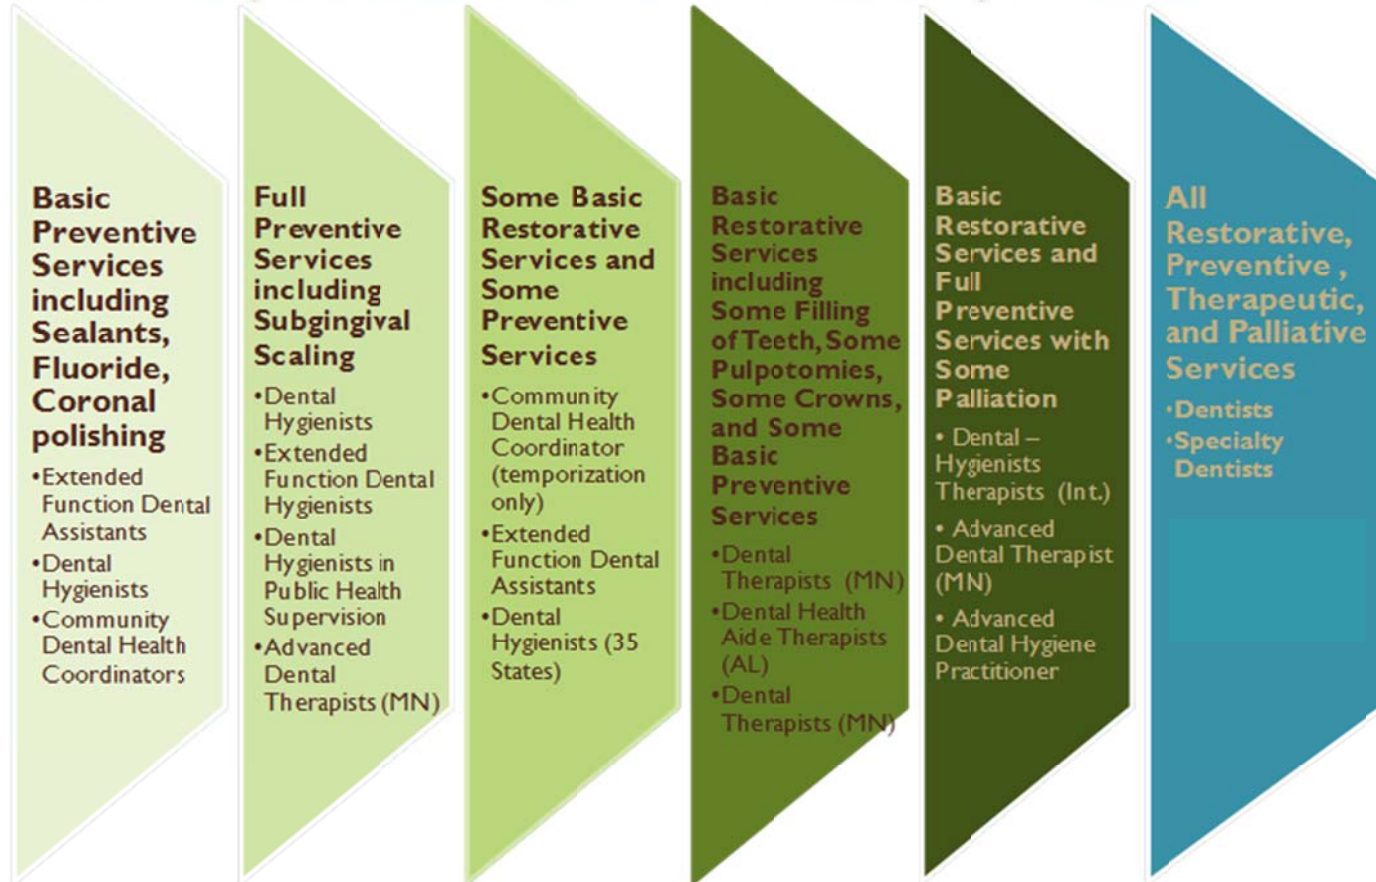 Basic
Preventive
Services
including
Sealants,
Fluoride,
Coronal
polishing
•Extended
Function Dental
Assistants
•Dental
Hygienists
•Community
Dental Health
Coordinators
Full
Preventive
Services
including
Subgingival
Scaling
•Dental
Hygienists
•Extended
Function Dental
Hygienists
•Dental
Hygienists in
Public Health
Supervision
•Advanced
Dental
Therapists (MN)
Some Basic
Restorative
Services and
Some
Preventive
Services
•Community
Dental Health
Coordinator
(temporization
only)
•Extended
Function Dental
Assistants
•Dental
Hygienists (35
States)
Basic
Restorative
Services
including
Some Filling
of Teeth, Some
Pulpotomies,
Some Crowns,
and Some
Basic
Preventive
Services
•Dental
Therapists (MN)
•Dental Health
Aide Therapists
(AL)
•Dental
Therapists (MN)
Basic
Restorative
Services and
Full
Preventive
Services with
Some
Palliation
• Dental –
Hygienists
Therapists (Int.)
• Advanced
Dental Therapist
(MN)
• Advanced
Dental Hygiene
Practitioner
All
Restorative,
Preventive ,
Therapeutic,
and Palliative
Services
•Dentists
•Specialty
Dentists